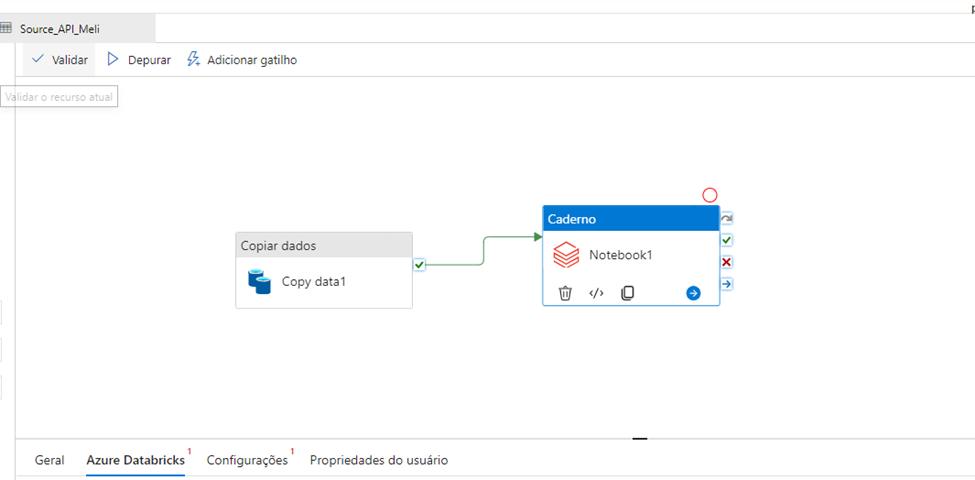 Source_API_Meli
Validar Depurar Adicionar gatilho
Validar o recurso atual
Caderno
Notebook1
Copiar dados
Copy data1
Geral Azure Databricks 1 Configurações 1 Propriedades do usuário